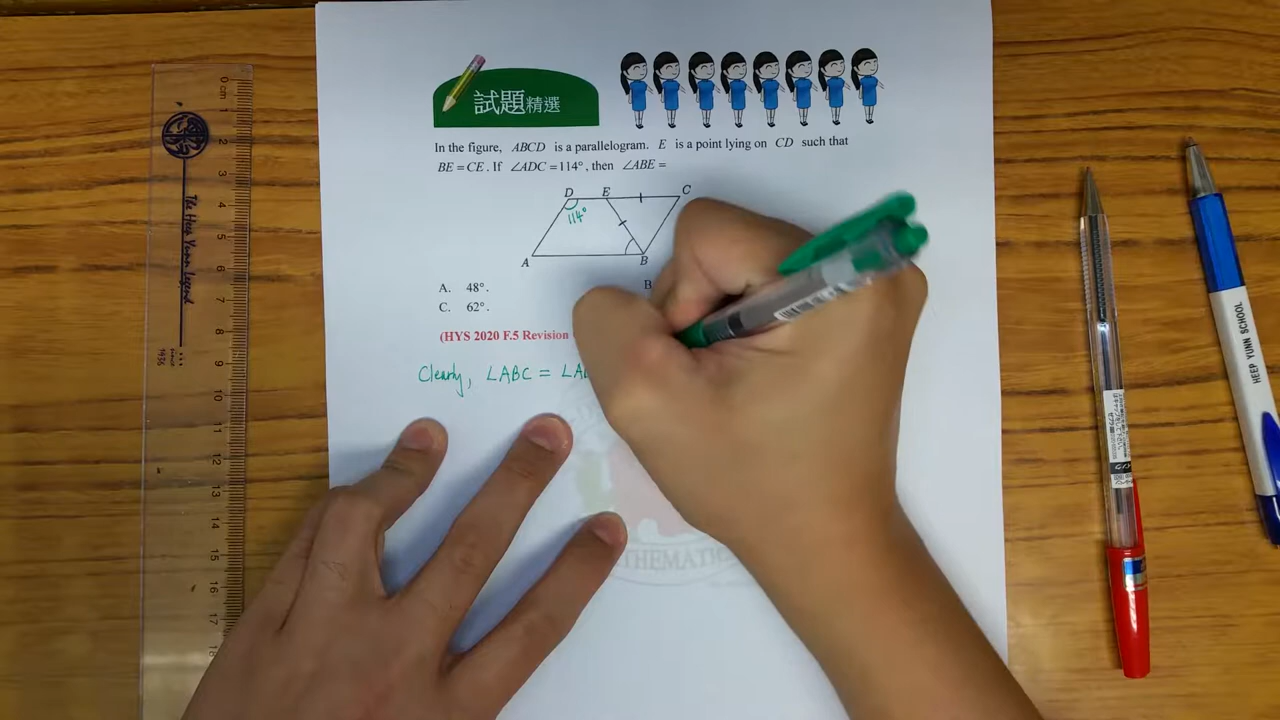 試題精選
In the figure, ABCD is a parallelogram. E is a point lying on CD such that
BE = CE. If ∠ADC = 114°, then ∠ABE =
D E C
114°
A B
A. 48°. B
C. 62°.
(HYS 2020 F.5 Revision
Clearly, ∠ABC = ∠A
THEMATIC
0 cm 1 2 3 4 5 6 7 8 9 10 11 12 13 14 15 16 17 18
The Heep Yunn Legend
since 1936
HEEP YUNN SCHOOL